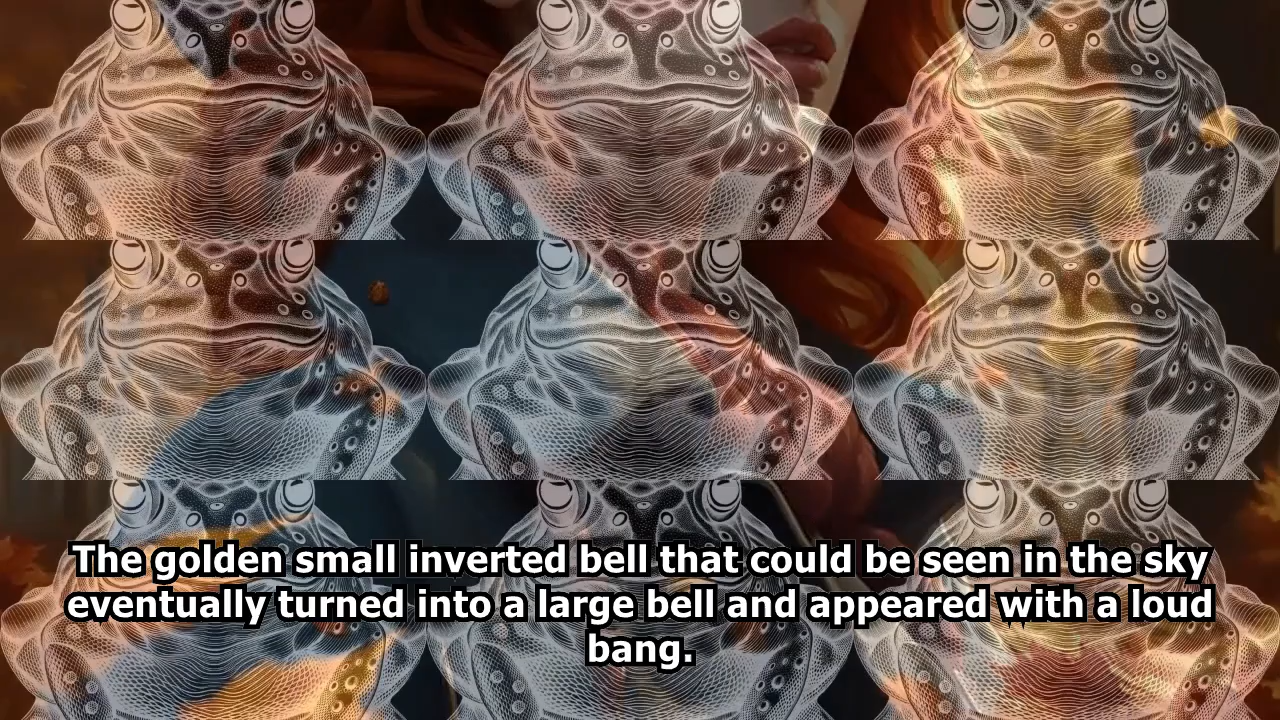 The golden small inverted bell that could be seen in the sky
eventually turned into a large bell and appeared with a loud
bang.